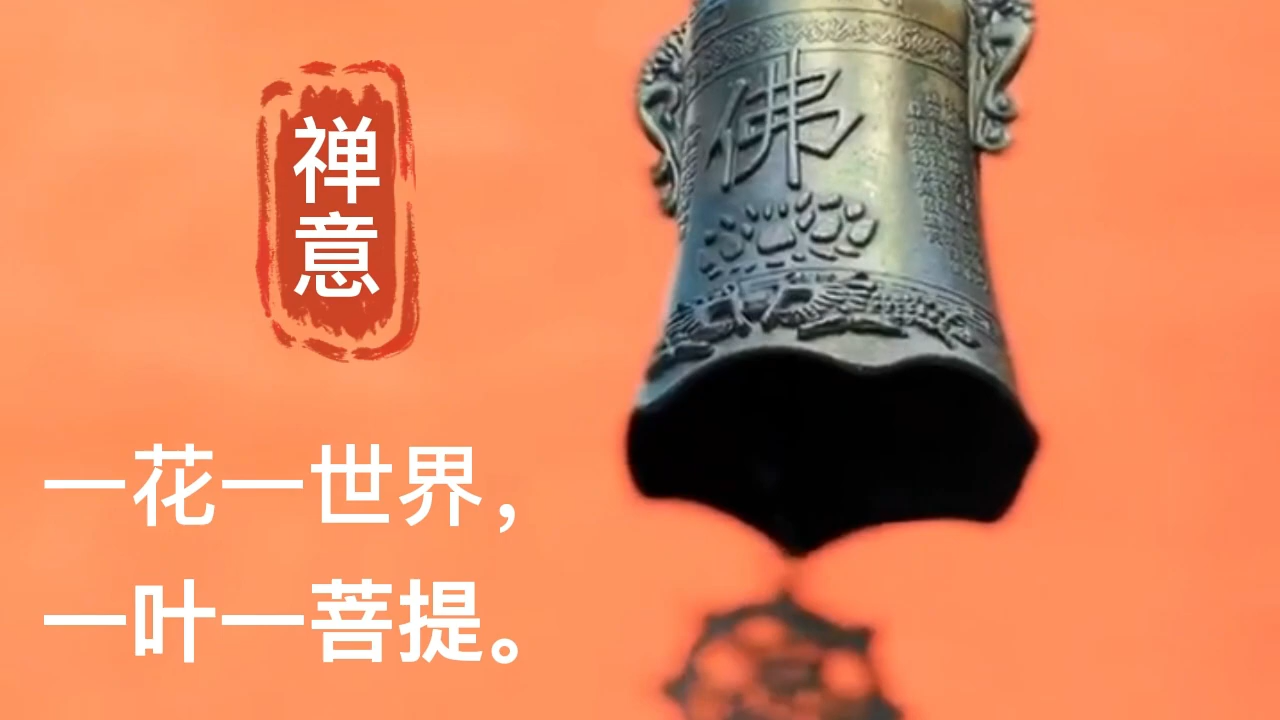 禅意
佛
一花一世界，
一叶一菩提。